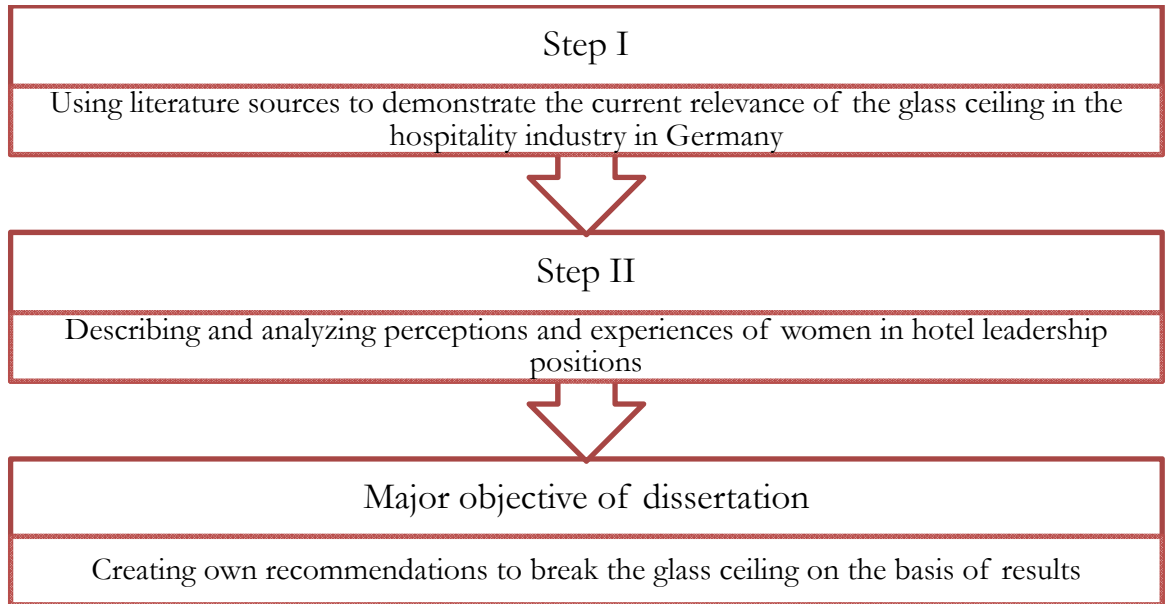 Step I
Using literature sources to demonstrate the current relevance of the glass ceiling in the
hospitality industry in Germany
Step II
Describing and analyzing perceptions and experiences of women in hotel leadership
positions
Major objective of dissertation
Creating own recommendations to break the glass ceiling on the basis of results